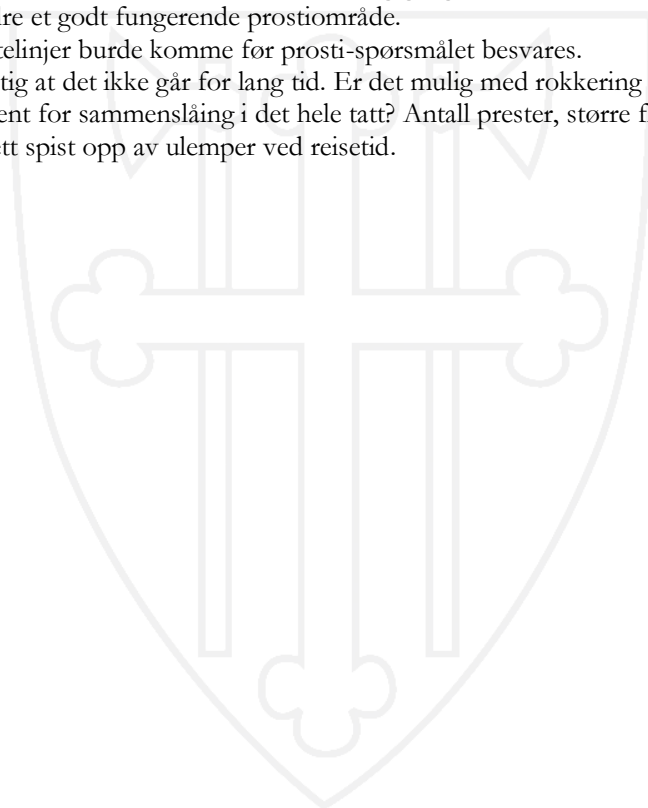 re et godt fungerende prostiområde.
telinjer burde komme før prosti-spørsmålet besvares.
tig at det ikke går for lang tid. Er det mulig med rokkering
ent for sammenslåing i det hele tatt? Antall prester, større f
tt spist opp av ulemper ved reisetid.